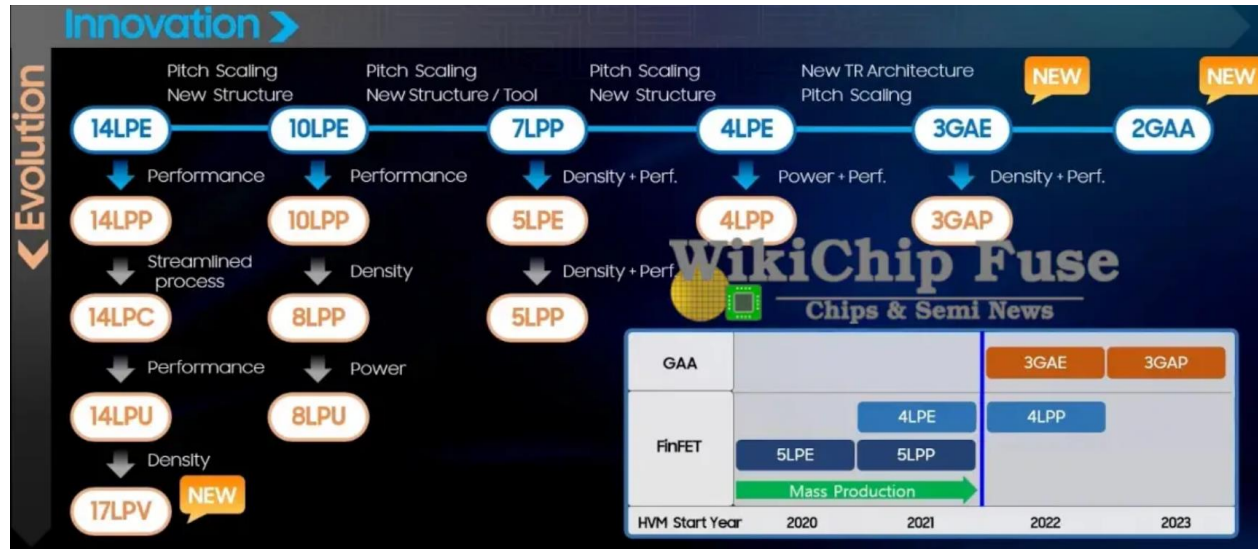 Innovation >
Evolution
Pitch Scaling
New Structure
Pitch Scaling
New Structure / Tool
Pitch Scaling
New Structure
New TR Architecture
Pitch Scaling
NEW
NEW
14LPE
10LPE
7LPP
4LPE
3GAE
2GAA
Performance
Performance
Density + Perf.
Power + Perf.
Density + Perf.
14LPP
10LPP
5LPE
4LPP
3GAP
Streamlined
process
Density
Density + Perf
WikiChip Fuse
Chips & Semi News
14LPC
8LPP
5LPP
Performance
Power
14LPU
8LPU
Density
17LPV
NEW
GAA
3GAE
3GAP
FinFET
4LPE
4LPP
5LPE
5LPP
Mass Production
HVM Start Year
2020
2021
2022
2023